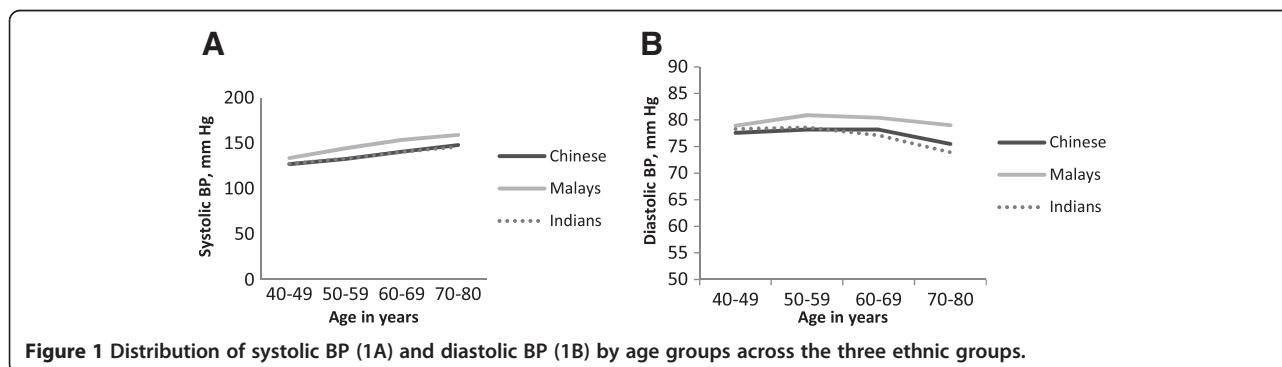 A
Systolic BP, mm Hg
200
150
100
50
0
40-49 50-59 60-69 70-80
Age in years
Chinese
Malays
Indians
B
Diastolic BP, mm Hg
90
85
80
75
70
65
60
55
50
40-49 50-59 60-69 70-80
Age in years
Chinese
Malays
Indians
Figure 1 Distribution of systolic BP (1A) and diastolic BP (1B) by age groups across the three ethnic groups.